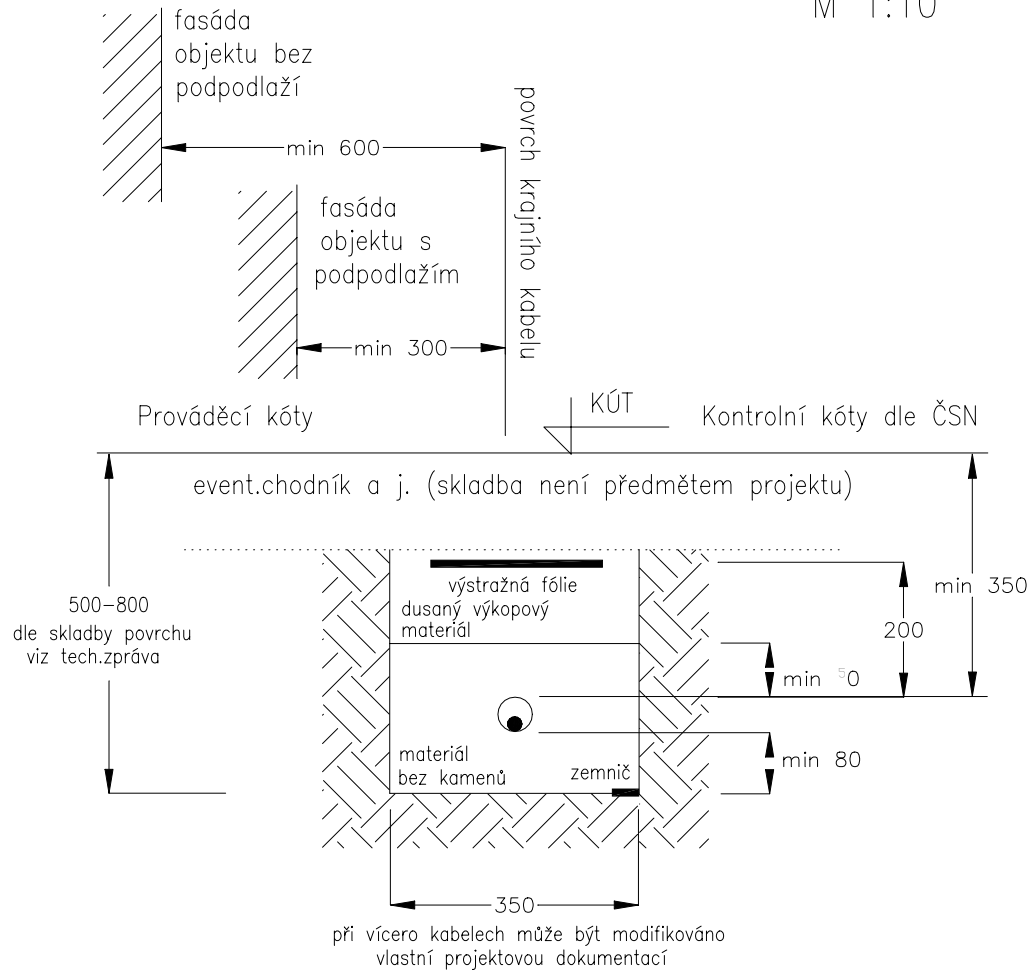 M 1:10
fasáda
objektu bez
podpodlaží
min 600
povrch krajního kabelu
fasáda
objektu s
podpodlažím
min 300
Prováděcí kóty
KÚT
Kontrolní kóty dle ČSN
event.chodník a j. (skladba není předmětem projektu)
výstražná fólie
dusaný výkopový
materiál
500-800
dle skladby povrchu
viz tech.zpráva
min 350
200
min 50
min 80
materiál
bez kamenů
zemnič
350
při vícero kabelech může být modifikováno
vlastní projektovou dokumentací